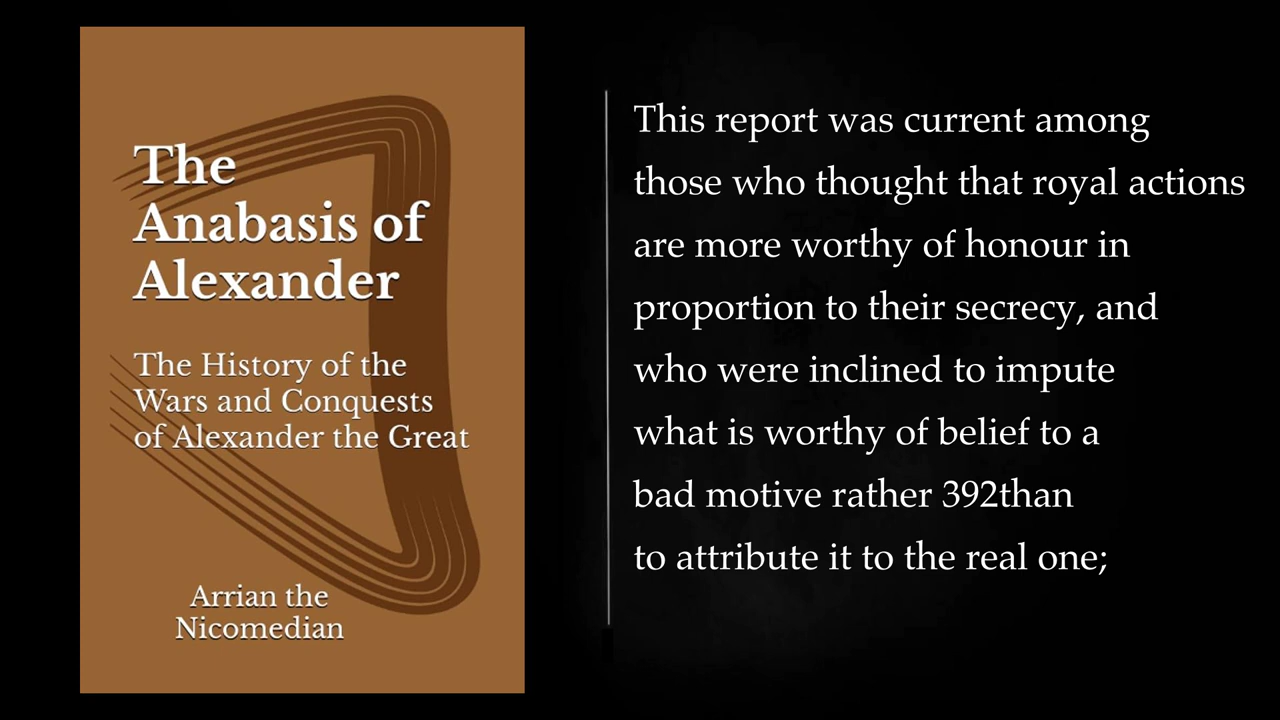 The
Anabasis of
Alexander
The History of the
Wars and Conquests
of Alexander the Great
Arrian the
Nicomedian
This report was current among
those who thought that royal actions
are more worthy of honour in
proportion to their secrecy, and
who were inclined to impute
what is worthy of belief to a
bad motive rather 392than
to attribute it to the real one;